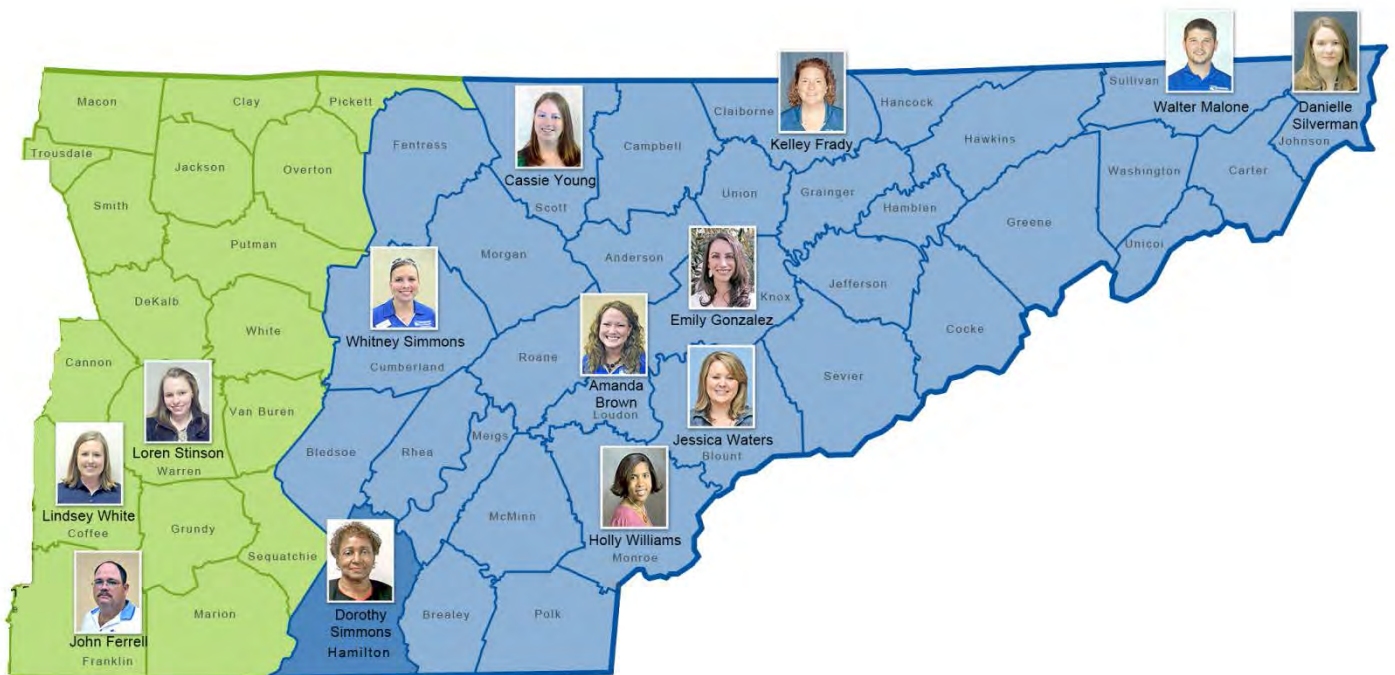 Macon
Clay
Pickett
Trousdale
Jackson
Overton
Smith
Putman
DeKalb
White
Cannon
Van Buren
Loren Stinson
Warren
Lindsey White
Coffee
Grundy
Sequatchie
John Ferrell
Franklin
Marion
Fentress
Cassie Young
Scott
Campbell
Claiborne
Kelley Frady
Hancock
Hawkins
Sullivan
Walter Malone
Danielle
Silverman
Johnson
Washington
Carter
Unicoi
Greene
Union
Grainger
Hamblen
Morgan
Anderson
Emily Gonzalez
Knox
Jefferson
Cocke
Sevier
Whitney Simmons
Cumberland
Roane
Amanda
Brown
Loudon
Jessica Waters
Blount
Bledsoe
Rhea
Meigs
McMinn
Holly Williams
Monroe
Dorothy
Simmons
Hamilton
Brealey
Polk